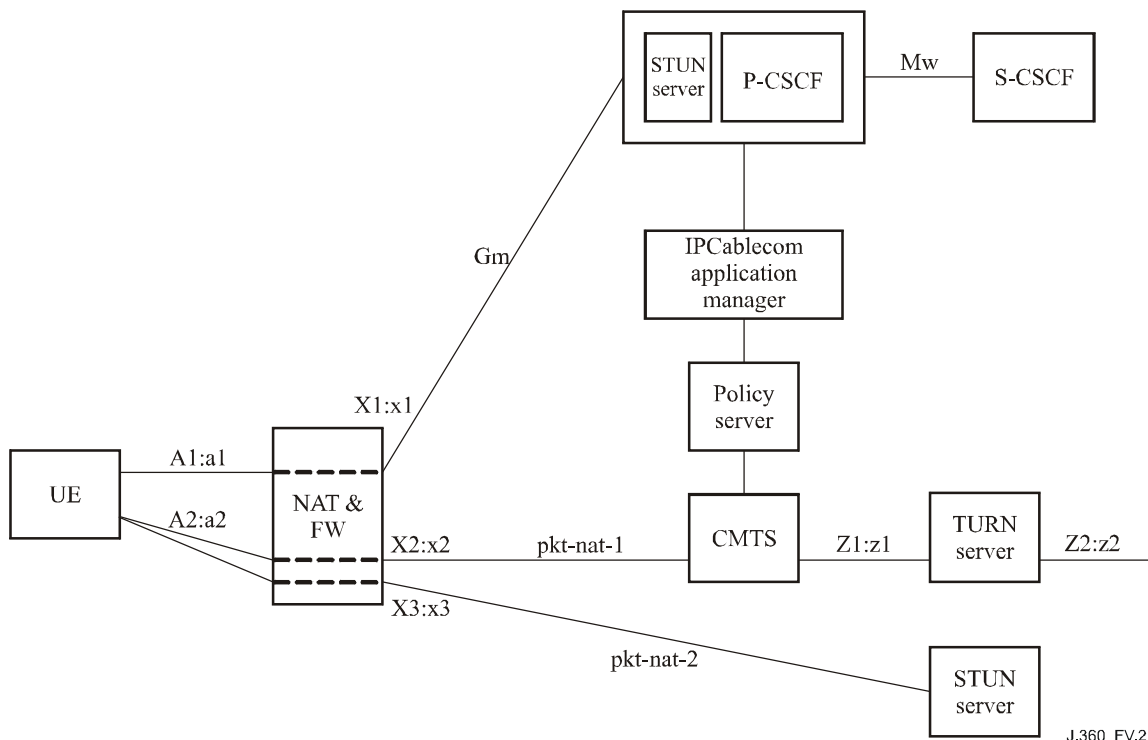 STUN
server
P-CSCF
Mw
S-CSCF
Gm
IPCablecom
application
manager
Policy
server
X1:x1
A1:a1
UE
NAT &
FW
A2:a2
X2:x2
pkt-nat-1
CMTS
Z1:z1
TURN
server
Z2:z2
X3:x3
pkt-nat-2
STUN
server